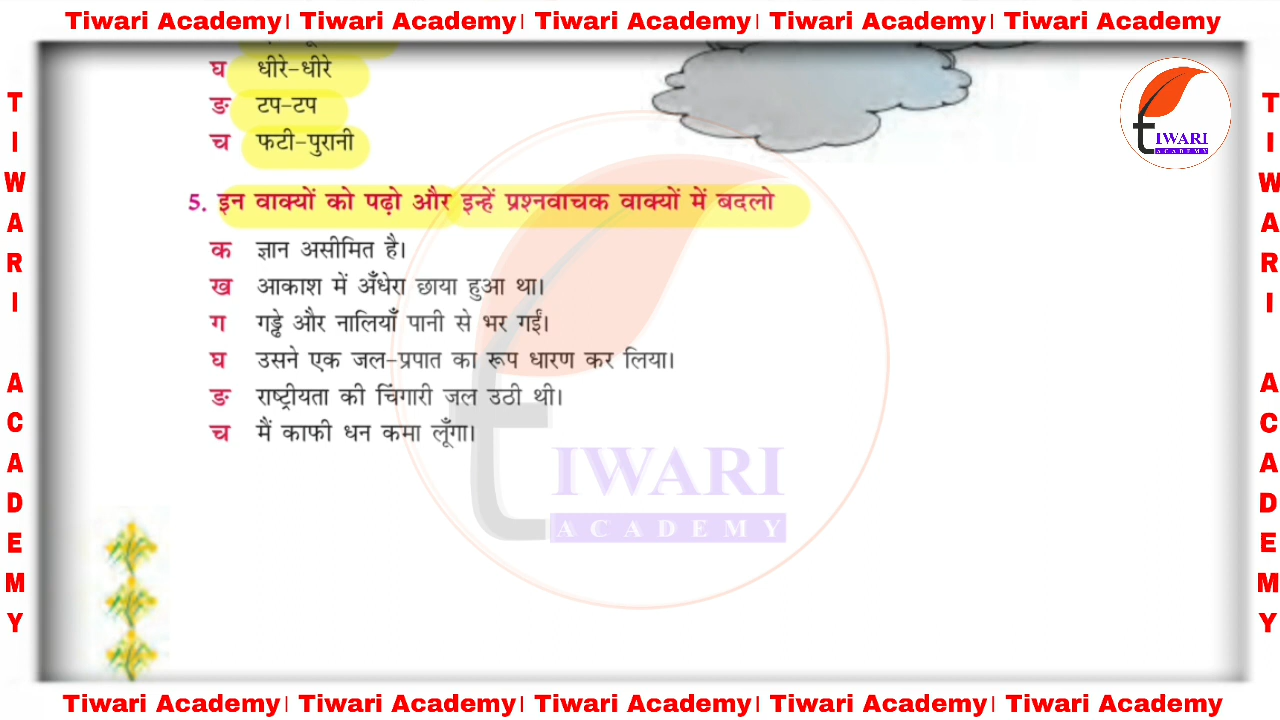 Tiwari Academy। Tiwari Academy। Tiwari Academy। Tiwari Academy। Tiwari Academy
घ धीरे-धीरे
ङ टप-टप
च फटी-पुरानी
5. इन वाक्यों को पढ़ो और इन्हें प्रश्नवाचक वाक्यों में बदलो
क ज्ञान असीमित है।
ख आकाश में अँधेरा छाया हुआ था।
ग गड्ढे और नालियाँ पानी से भर गईं।
घ उसने एक जल-प्रपात का रूप धारण कर लिया।
ङ राष्ट्रीयता की चिंगारी जल उठी थी।
च मैं काफी धन कमा लूँगा।
TIWARI
ACADEMY
TIWARI
ACADEMY
TIWARI ACADEMY
TIWARI ACADEMY
Tiwari Academy। Tiwari Academy। Tiwari Academy। Tiwari Academy। Tiwari Academy